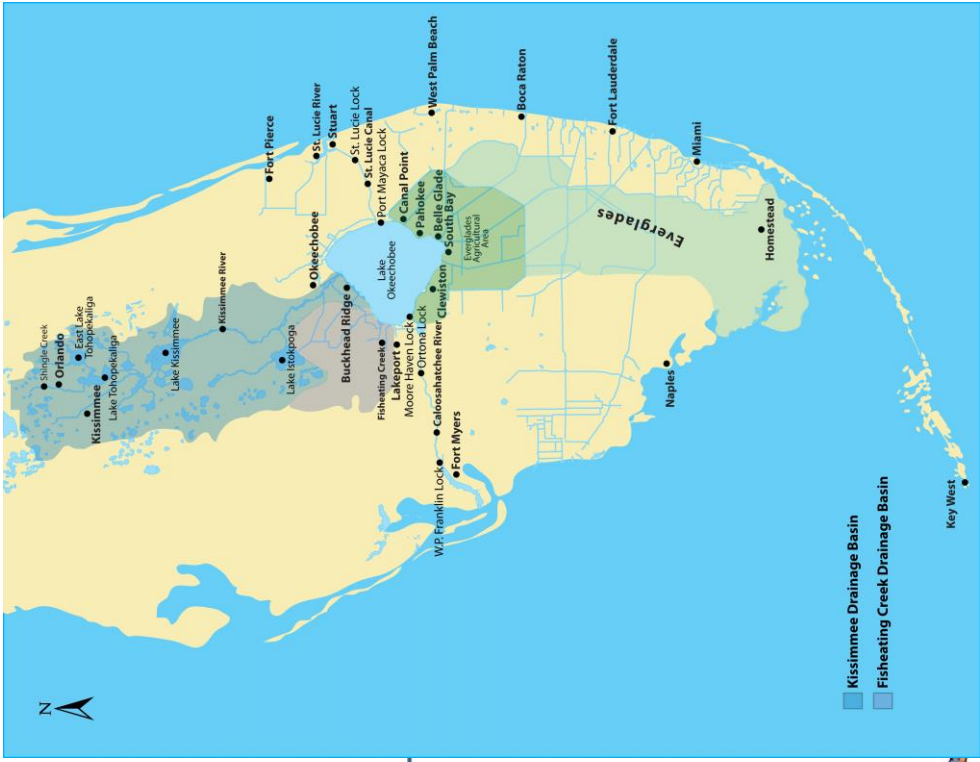 Shingle Creek
Orlando
East Lake
Tohopekaliga
Kissimmee
Lake Tohopekaliga
Lake Kissimmee
Kissimmee River
Lake Istokpoga
Fort Pierce
St. Lucie River
Stuart
St. Lucie Lock
St. Lucie Canal
Port Mayaca Lock
Okeechobee
Buckhead Ridge
Lake
Okeechobee
Fisheating Creek
Lakeport
Moore Haven Lock
Ortona Lock
Caloosahatchee River
W.P. Franklin Lock
Fort Myers
Canal Point
Pahokee
Belle Glade
South Bay
Clewiston
Everglades
Agricultural
Area
West Palm Beach
Boca Raton
Fort Lauderdale
Everglades
Miami
Homestead
Naples
Key West
N
Kissimmee Drainage Basin
Fisheating Creek Drainage Basin